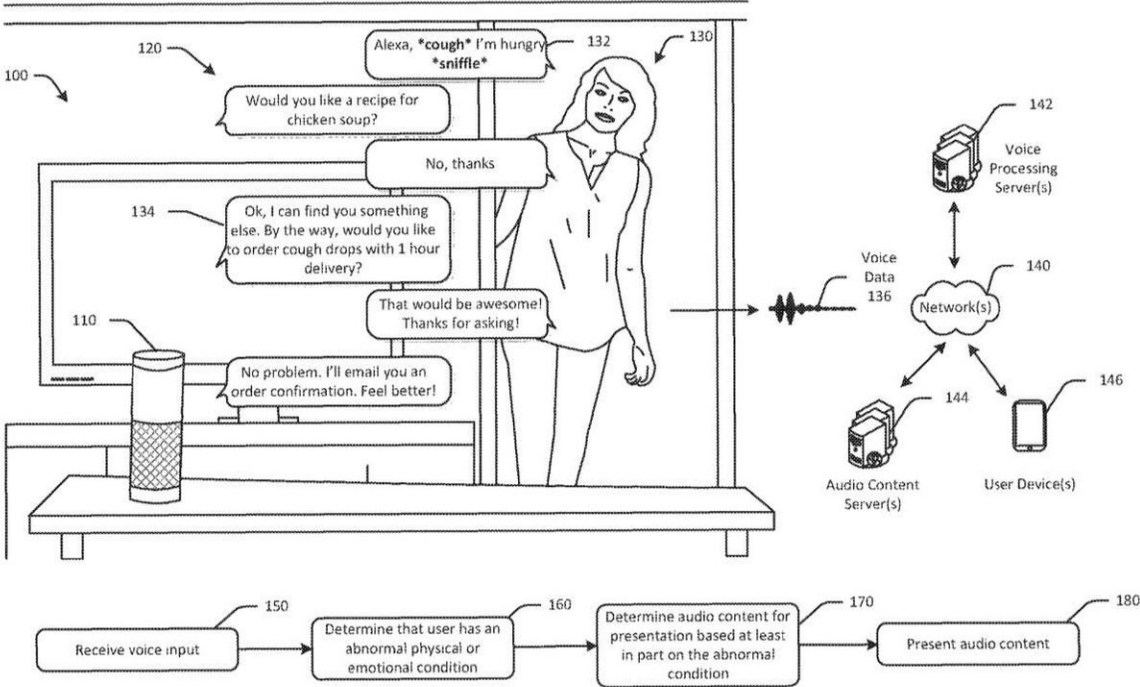 100
120
Alexa, *cough* I'm hungry
*sniffle*
132
130
Would you like a recipe for
chicken soup?
No, thanks
134
Ok, I can find you something
else. By the way, would you like
to order cough drops with 1 hour
delivery?
That would be awesome!
Thanks for asking!
110
No problem. I'll email you an
order confirmation. Feel better!
142
Voice
Processing
Server(s)
Voice
Data
136
140
Network(s)
144
146
Audio Content
Server(s)
User Device(s)
150
Receive voice input
160
Determine that user has an
abnormal physical or
emotional condition
170
Determine audio content for
presentation based at least
in part on the abnormal
condition
180
Present audio content